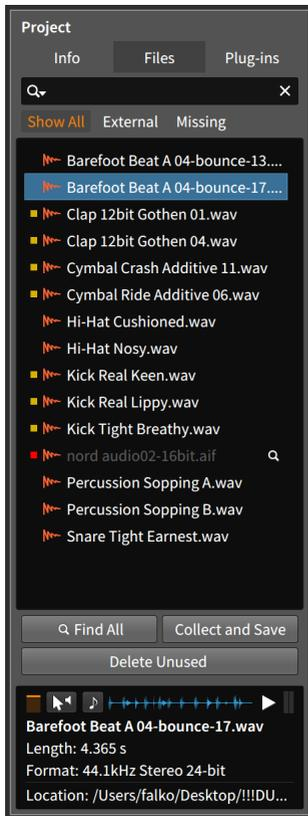 Project
Info Files Plug-ins
Show All External Missing
Barefoot Beat A 04-bounce-13....
Barefoot Beat A 04-bounce-17....
Clap 12bit Gothen 01.wav
Clap 12bit Gothen 04.wav
Cymbal Crash Additive 11.wav
Cymbal Ride Additive 06.wav
Hi-Hat Cushioned.wav
Hi-Hat Nosy.wav
Kick Real Keen.wav
Kick Real Lippy.wav
Kick Tight Breathy.wav
nord audio02-16bit.aif
Percussion Sopping A.wav
Percussion Sopping B.wav
Snare Tight Earnest.wav
Find All Collect and Save
Delete Unused
Barefoot Beat A 04-bounce-17.wav
Length: 4.365 s
Format: 44.1kHz Stereo 24-bit
Location: /Users/falko/Desktop/!!!DU...